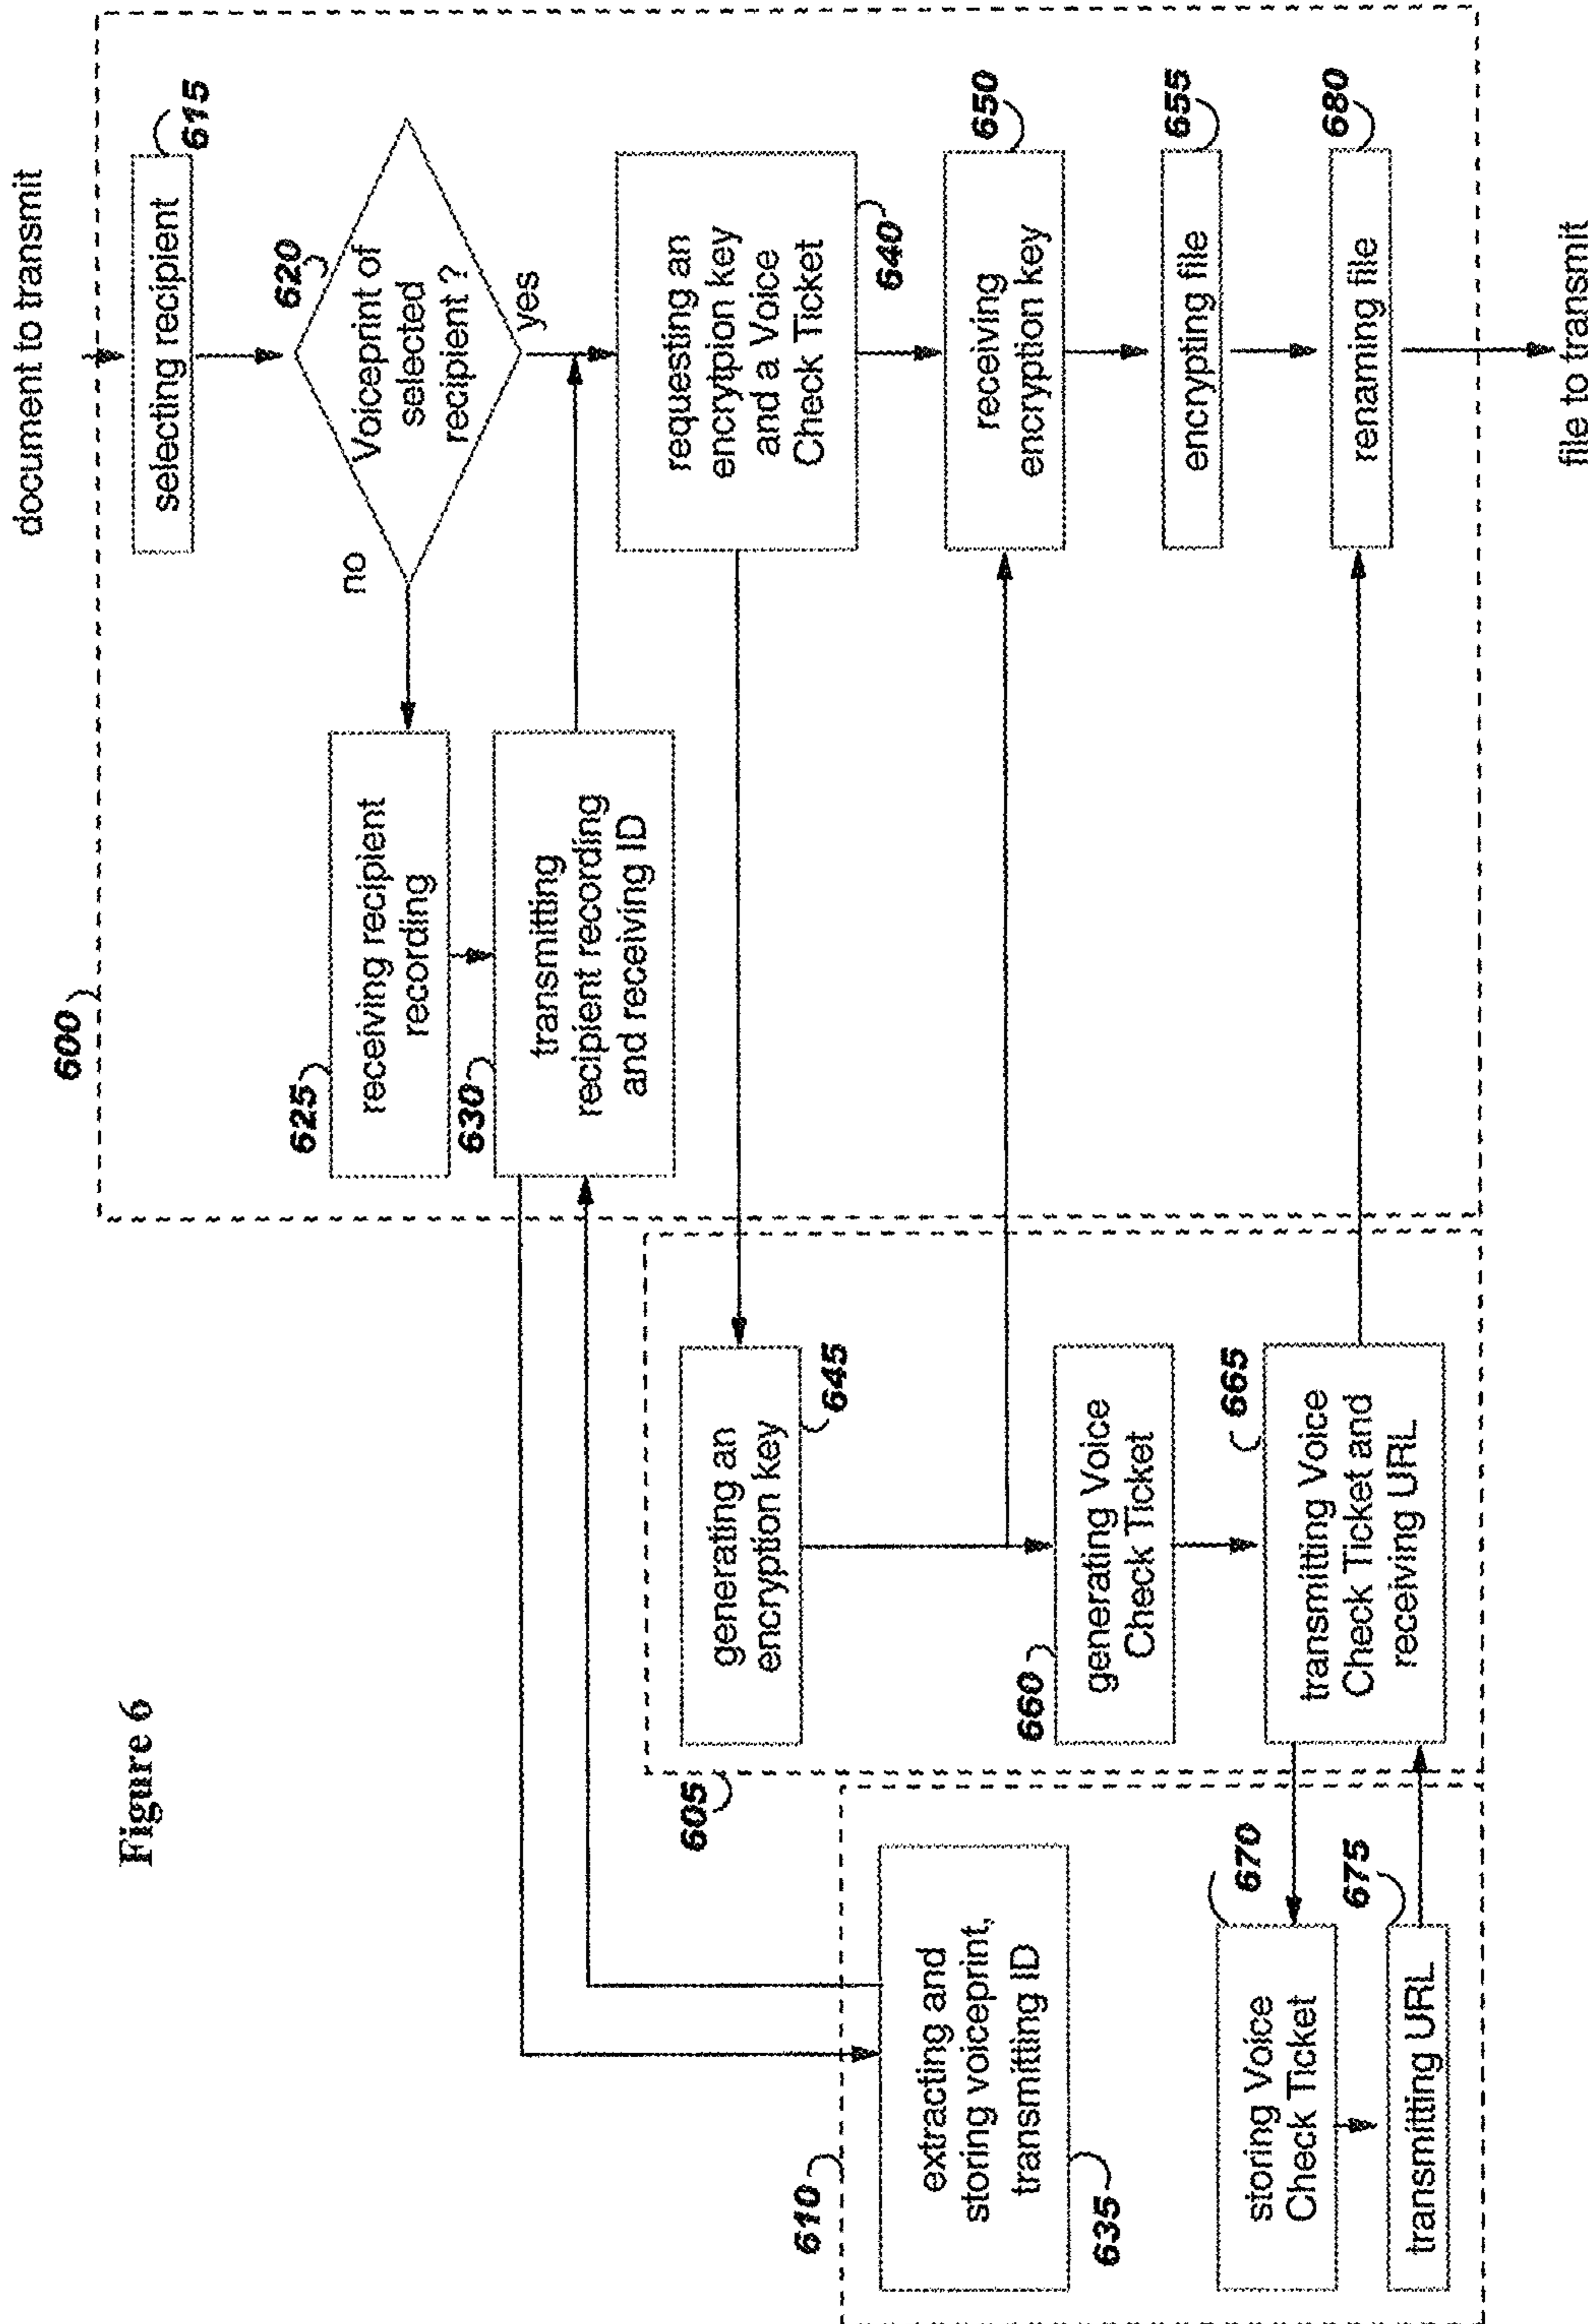 Figure 6
document to transmit
600
selecting recipient
615
620
Voiceprint of
selected
recipient ?
no
yes
625
receiving recipient
recording
630
transmitting
recipient recording
and receiving ID
610
extracting and
storing voiceprint,
transmitting ID
635
605
requesting an
encrytpion key
and a Voice
Check Ticket
640
generating an
encryption key
645
receiving
encryption key
650
encrypting file
655
660
generating Voice
Check Ticket
665
transmitting Voice
Check Ticket and
receiving URL
670
storing Voice
Check Ticket
675
transmitting URL
renaming file
680
file to transmit